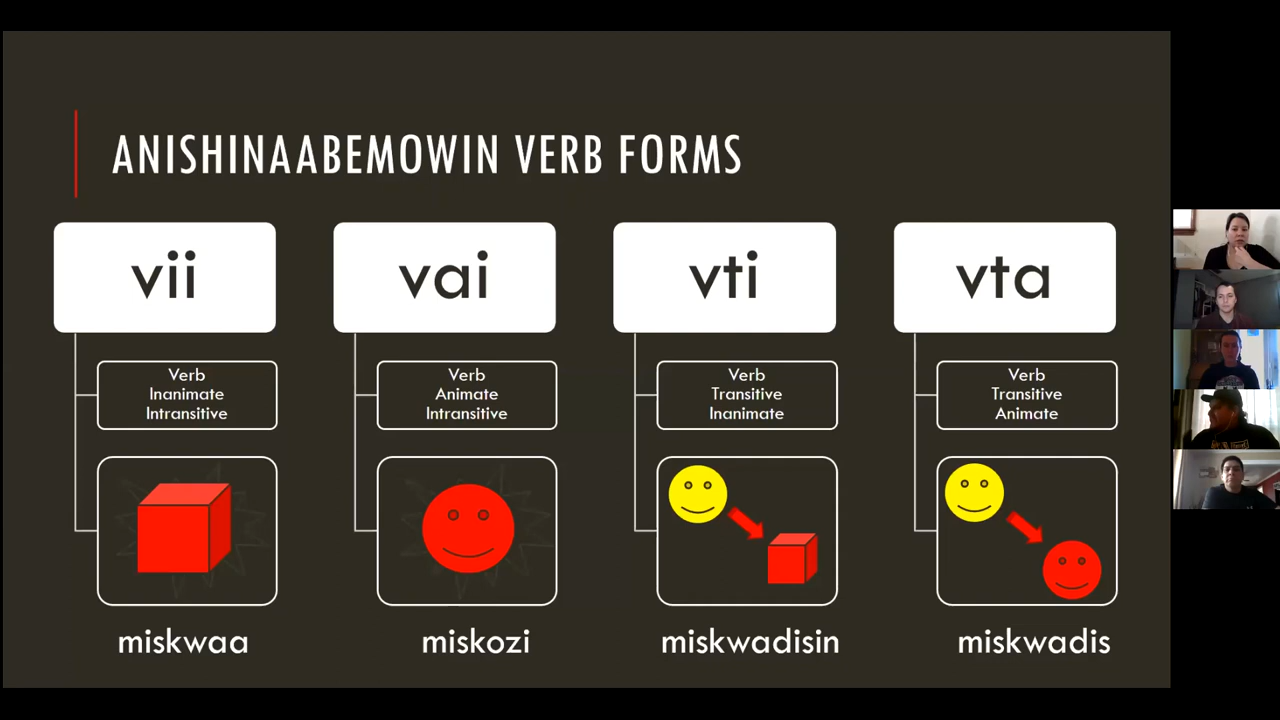 ANISHINAABEMOWIN VERB FORMS
vii
vai
vti
vta
Verb
Inanimate
Intransitive
Verb
Animate
Intransitive
Verb
Transitive
Inanimate
Verb
Transitive
Animate
miskwaa
miskozi
miskwadisin
miskwadis